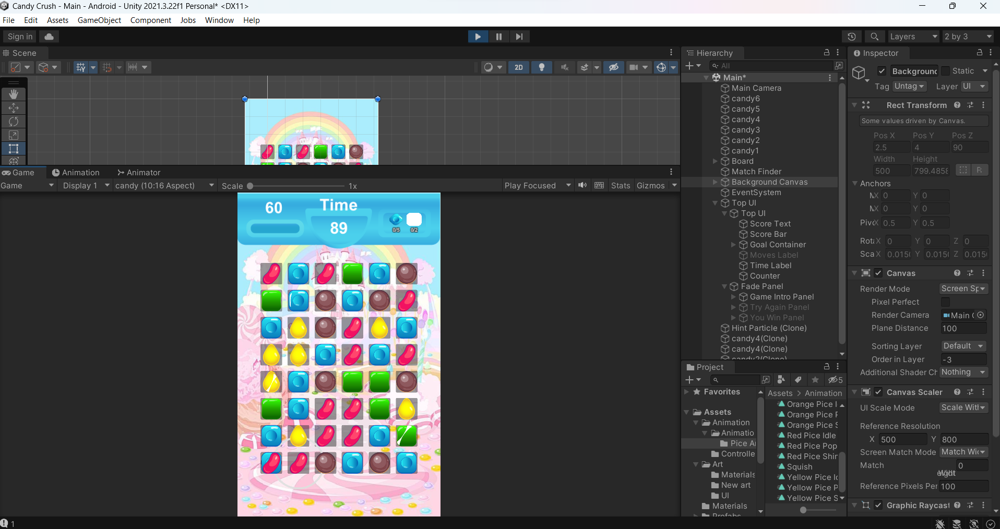 Candy Crush - Main - Android - Unity 2021.3.22f1 Personal* <DX11>
File Edit Assets GameObject Component Jobs Window Help
Sign in
Layers
2 by 3
Scene
2D
Game
Animation
Animator
Game
Display 1
candy (10:16 Aspect)
Scale
1x
Play Focused
Stats
Gizmos
60
Time
89
0/5
0/2
Hierarchy
All
Main*
Main Camera
candy6
candy5
candy4
candy3
candy2
candy1
Board
Match Finder
Background Canvas
EventSystem
Top UI
Top UI
Score Text
Score Bar
Goal Container
Moves Label
Time Label
Counter
Fade Panel
Game Intro Panel
Try Again Panel
You Win Panel
Hint Particle (Clone)
candy4(Clone)
candy4(Clone)
candy2(Clone)
Project
5
Favorites
Assets
Animation
Animatio
Pice A
Controlle
Art
Materials
New art
UI
Materials
Prefabs
Assets > Animation
Orange Pice
Orange Pice F
Orange Pice S
Red Pice Idle
Red Pice Pop
Red Pice Shir
Squish
Yellow Pice Ic
Yellow Pice P
Yellow Pice S
Inspector
Background
Static
Tag Untag
Layer UI
Rect Transform
Some values driven by Canvas.
Pos X Pos Y Pos Z
2.5 4 90
Width Height
500 799.4858
R
Anchors
X 0 Y 0
X 0 Y 0
Pivo X 0.5 Y 0.5
Rota X 0 Y 0 Z 0
Sca X 0.0150 Y 0.0150 Z 0.0150
Canvas
Render Mode Screen Sp
Pixel Perfect
Render Camera Main
Plane Distance 100
Sorting Layer Default
Order in Layer -3
Additional Shader Ch Nothing
Canvas Scaler
UI Scale Mode Scale With
Reference Resolution
X 500 Y 800
Screen Match Mode Match Wid
Match 0
Reference Pixels Per 100
Graphic Raycast
1